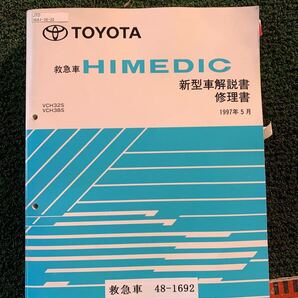 TOYOTA
救急車 HIMEDIC
新型車解説書
修理書
VCH32S
VCH38S
1997年5月
救急車 48-1692